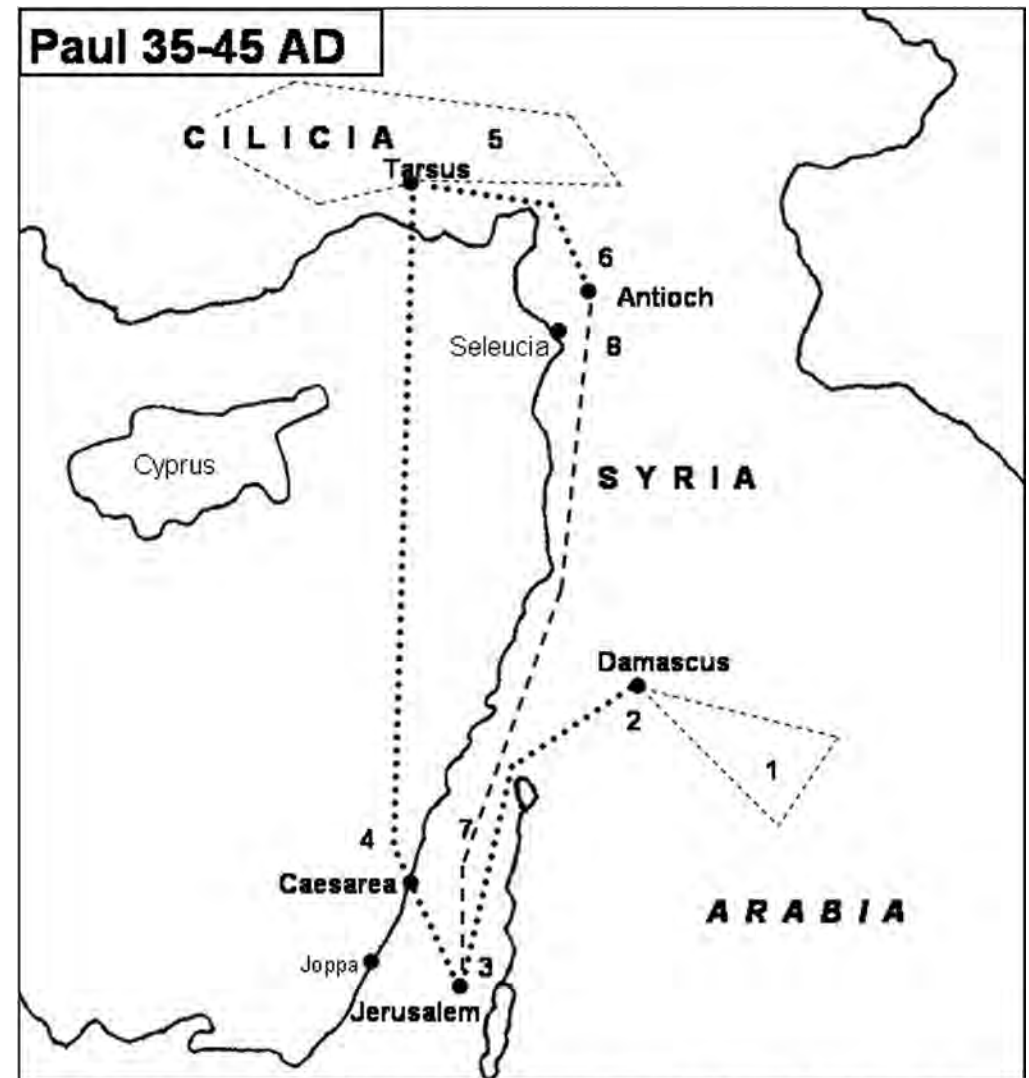 Paul 35-45 AD
CILICIA 5
Tarsus
6
Antioch
Seleucia 8
Cyprus
SYRIA
Damascus
2
1
7
4
Caesarea
ARABIA
Joppa
3
Jerusalem